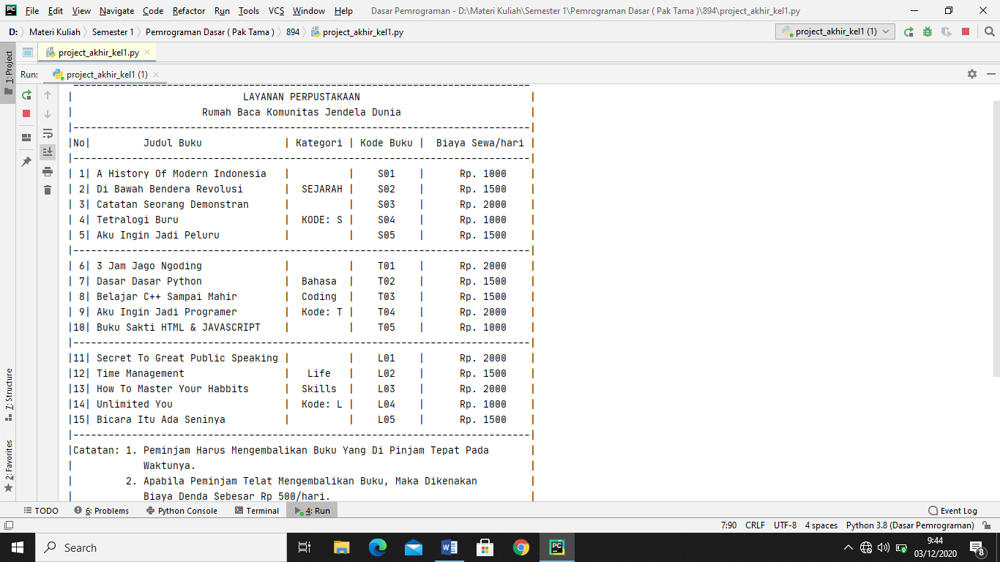 File Edit View Navigate Code Refactor Run Tools VCS Window Help Dasar Pemrograman - D:\Materi Kuliah\Semester 1\Pemrograman Dasar ( Pak Tama )\894\project_akhir_kel1.py
D: Materi Kuliah Semester 1 Pemrograman Dasar ( Pak Tama ) 894 project_akhir_kel1.py project_akhir_kel1 (1)
1: Project
project_akhir_kel1.py
Run: project_akhir_kel1 (1)
-------------------------------------------------------------------------------
| LAYANAN PERPUSTAKAAN |
| Rumah Baca Komunitas Jendela Dunia |
|------------------------------------------------------------------------------|
|No| Judul Buku | Kategori | Kode Buku | Biaya Sewa/hari |
|------------------------------------------------------------------------------|
| 1| A History Of Modern Indonesia | | S01 | Rp. 1000 |
| 2| Di Bawah Bendera Revolusi | SEJARAH | S02 | Rp. 1500 |
| 3| Catatan Seorang Demonstran | | S03 | Rp. 2000 |
| 4| Tetralogi Buru | KODE: S | S04 | Rp. 1000 |
| 5| Aku Ingin Jadi Peluru | | S05 | Rp. 1500 |
|------------------------------------------------------------------------------|
| 6| 3 Jam Jago Ngoding | | T01 | Rp. 2000 |
| 7| Dasar Dasar Python | Bahasa | T02 | Rp. 1500 |
| 8| Belajar C++ Sampai Mahir | Coding | T03 | Rp. 1500 |
| 9| Aku Ingin Jadi Programer | Kode: T | T04 | Rp. 2000 |
|10| Buku Sakti HTML & JAVASCRIPT | | T05 | Rp. 1000 |
|------------------------------------------------------------------------------|
|11| Secret To Great Public Speaking | | L01 | Rp. 2000 |
|12| Time Management | Life | L02 | Rp. 1500 |
|13| How To Master Your Habbits | Skills | L03 | Rp. 2000 |
|14| Unlimited You | Kode: L | L04 | Rp. 1000 |
|15| Bicara Itu Ada Seninya | | L05 | Rp. 1500 |
|------------------------------------------------------------------------------|
|Catatan: 1. Peminjam Harus Mengembalikan Buku Yang Di Pinjam Tepat Pada |
| Waktunya. |
| 2. Apabila Peminjam Telat Mengembalikan Buku, Maka Dikenakan |
| Biaya Denda Sebesar Rp 500/hari. |
7: Structure
2: Favorites
TODO 6: Problems Python Console Terminal 4: Run Event Log
7:90 CRLF UTF-8 4 spaces Python 3.8 (Dasar Pemrograman)
Search
9:44
03/12/2020
8